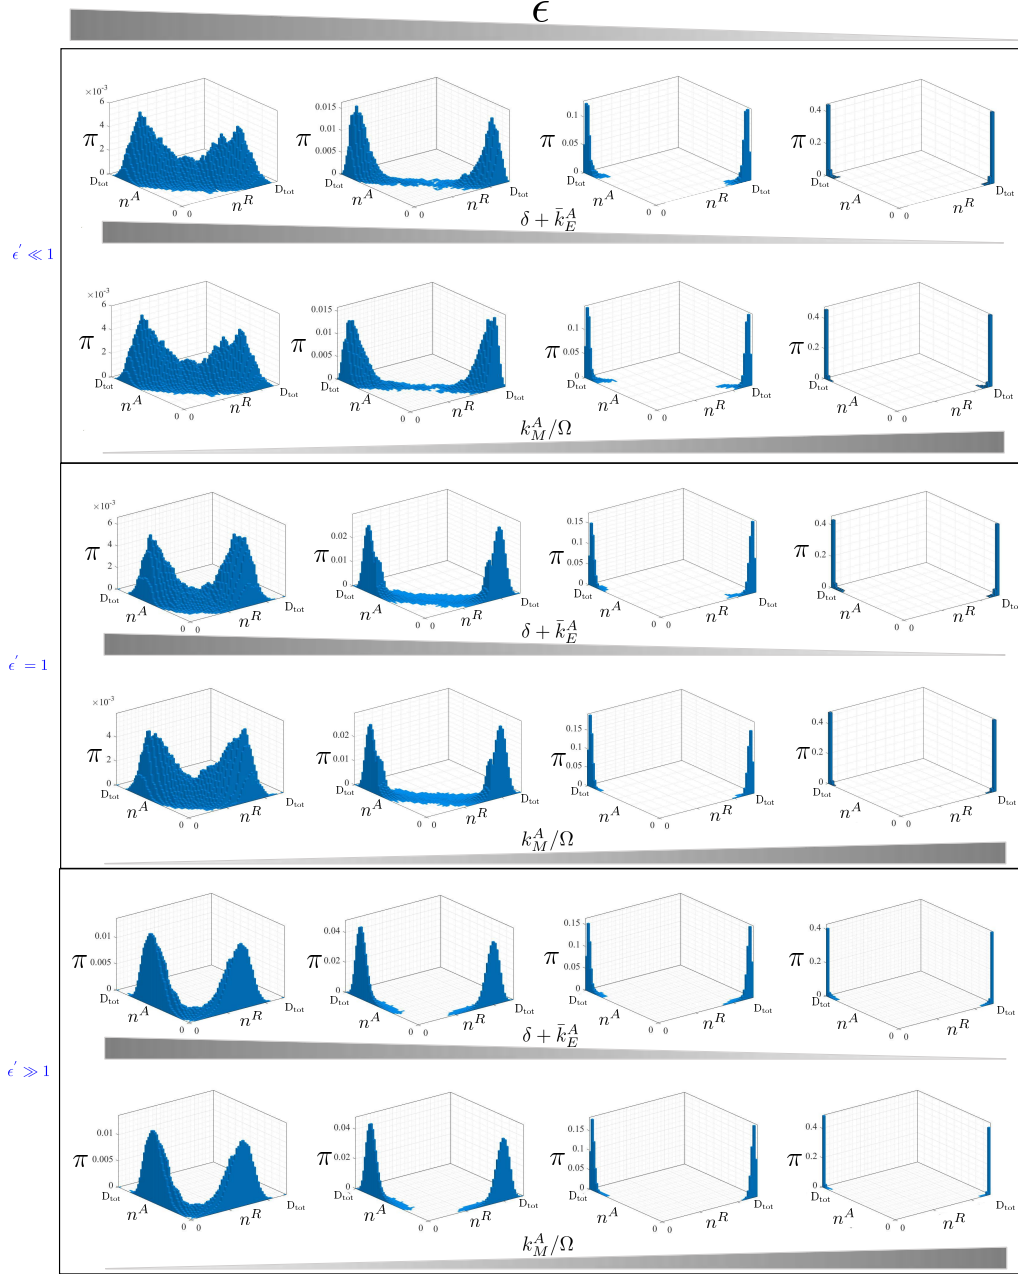 ϵ
×10⁻³
6
4
2
0
π
D_tot
n^A
0 0
n^R
D_tot
0.015
0.01
0.005
0
π
D_tot
n^A
0 0
n^R
D_tot
0.1
0.05
0
π
D_tot
n^A
0 0
n^R
D_tot
0.4
0.2
0
π
D_tot
n^A
0 0
n^R
D_tot
δ + k̄_E^A
ϵ′ ≪ 1
×10⁻³
6
4
2
0
π
D_tot
n^A
0 0
n^R
D_tot
0.015
0.01
0.005
0
π
D_tot
n^A
0 0
n^R
D_tot
0.1
0.05
0
π
D_tot
n^A
0 0
n^R
D_tot
0.4
0.2
0
π
D_tot
n^A
0 0
n^R
D_tot
k_M^A/Ω
×10⁻³
6
4
2
0
π
D_tot
n^A
0 0
n^R
D_tot
0.02
0.01
0
π
D_tot
n^A
0 0
n^R
D_tot
0.15
0.1
0.05
0
π
D_tot
n^A
0 0
n^R
D_tot
0.4
0.2
0
π
D_tot
n^A
0 0
n^R
D_tot
δ + k̄_E^A
ϵ′ = 1
×10⁻³
4
2
0
π
D_tot
n^A
0 0
n^R
D_tot
0.02
0.01
0
π
D_tot
n^A
0 0
n^R
D_tot
0.15
0.1
0.05
0
π
D_tot
n^A
0 0
n^R
D_tot
0.4
0.2
0
π
D_tot
n^A
0 0
n^R
D_tot
k_M^A/Ω
0.01
0.005
0
π
D_tot
n^A
0 0
n^R
D_tot
0.04
0.02
0
π
D_tot
n^A
0 0
n^R
D_tot
0.15
0.1
0.05
0
π
D_tot
n^A
0 0
n^R
D_tot
0.4
0.2
0
π
D_tot
n^A
0 0
n^R
D_tot
δ + k̄_E^A
ϵ′ ≫ 1
0.01
0.005
0
π
D_tot
n^A
0 0
n^R
D_tot
0.04
0.02
0
π
D_tot
n^A
0 0
n^R
D_tot
0.15
0.1
0.05
0
π
D_tot
n^A
0 0
n^R
D_tot
0.4
0.2
0
π
D_tot
n^A
0 0
n^R
D_tot
k_M^A/Ω